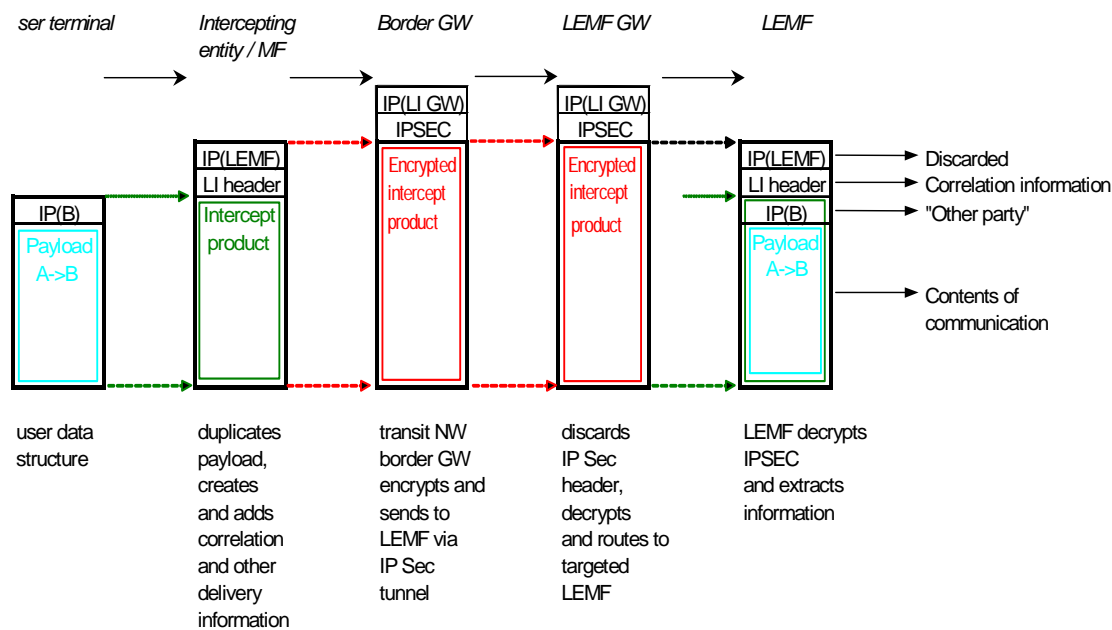 ser terminal
Intercepting
entity / MF
Border GW
LEMF GW
LEMF
IP(B)
Payload
A->B
IP(LEMF)
LI header
Intercept
product
IP(LI GW)
IPSEC
Encrypted
intercept
product
IP(LI GW)
IPSEC
Encrypted
intercept
product
IP(LEMF)
LI header
IP(B)
Payload
A->B
Discarded
Correlation information
"Other party"
Contents of
communication
user data
structure
duplicates
payload,
creates
and adds
correlation
and other
delivery
information
transit NW
border GW
encrypts and
sends to
LEMF via
IP Sec
tunnel
discards
IP Sec
header,
decrypts
and routes to
targeted
LEMF
LEMF decrypts
IPSEC
and extracts
information